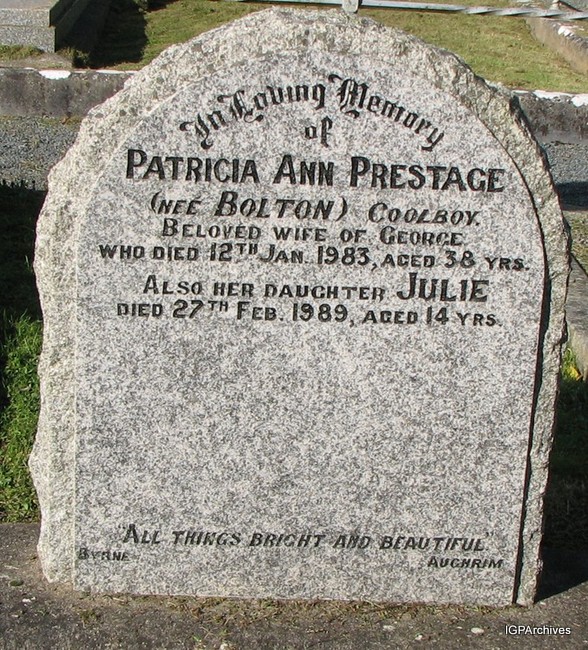 In Loving Memory
of
PATRICIA ANN PRESTAGE
(NEÉ BOLTON) COOLBOY.
BELOVED WIFE OF GEORGE
WHO DIED 12TH JAN. 1983, AGED 38 YRS.
ALSO HER DAUGHTER JULIE
DIED 27TH FEB. 1989, AGED 14 YRS.
"ALL THINGS BRIGHT AND BEAUTIFUL"
BYRNE AUGHRIM
IGPArchives